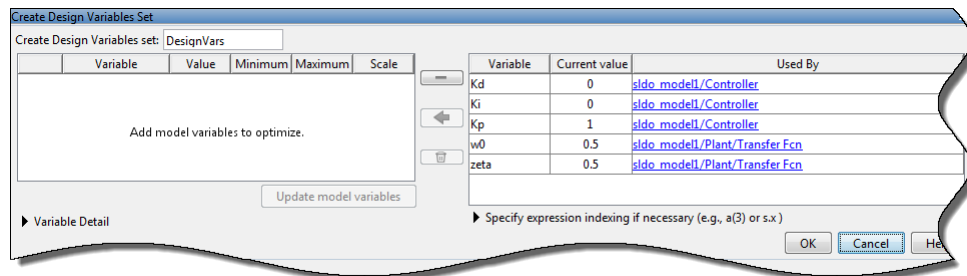 Create Design Variables Set
Create Design Variables set: DesignVars
Variable Value Minimum Maximum Scale
Add model variables to optimize.
Update model variables
Variable Detail
Variable Current value Used By
Kd 0 sldo_model1/Controller
Ki 0 sldo_model1/Controller
Kp 1 sldo_model1/Controller
w0 0.5 sldo_model1/Plant/Transfer Fcn
zeta 0.5 sldo_model1/Plant/Transfer Fcn
Specify expression indexing if necessary (e.g., a(3) or s.x )
OK Cancel